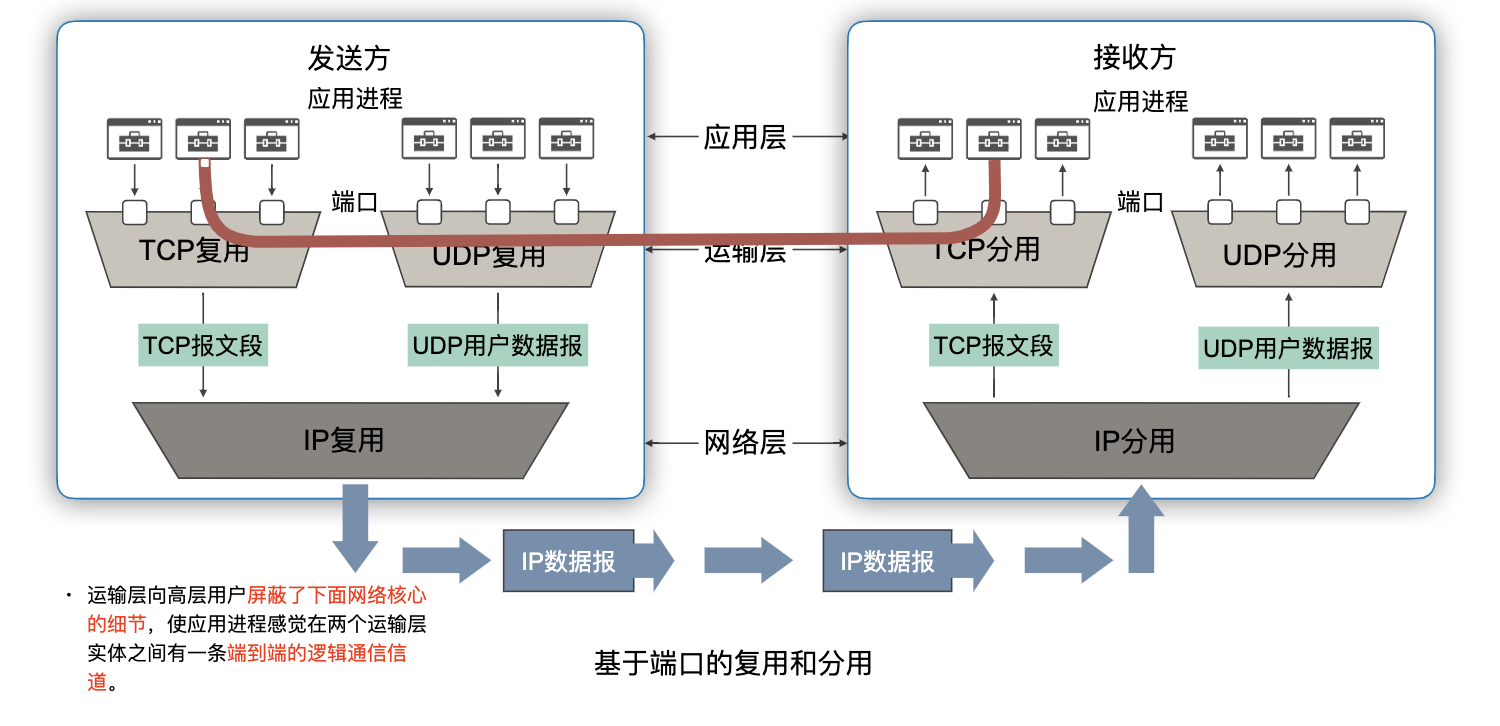 发送方
应用进程
接收方
应用进程
应用层
端口
端口
TCP复用
UDP复用
运输层
TCP分用
UDP分用
TCP报文段
UDP用户数据报
TCP报文段
UDP用户数据报
IP复用
网络层
IP分用
IP数据报
IP数据报
· 运输层向高层用户屏蔽了下面网络核心
的细节，使应用进程感觉在两个运输层
实体之间有一条端到端的逻辑通信信
道。
基于端口的复用和分用